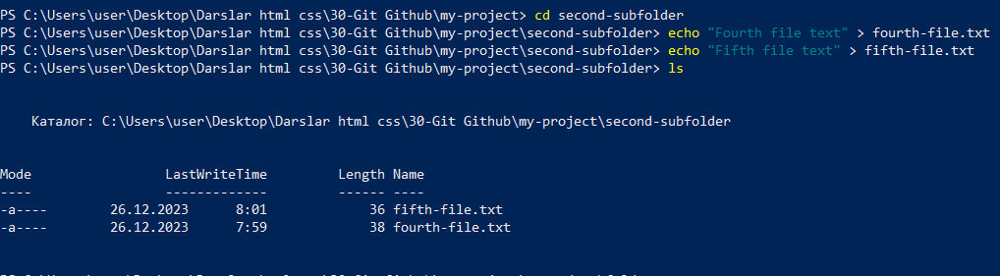 PS C:\Users\user\Desktop\Darslar html css\30-Git Github\my-project> cd second-subfolder
PS C:\Users\user\Desktop\Darslar html css\30-Git Github\my-project\second-subfolder> echo "Fourth file text" > fourth-file.txt
PS C:\Users\user\Desktop\Darslar html css\30-Git Github\my-project\second-subfolder> echo "Fifth file text" > fifth-file.txt
PS C:\Users\user\Desktop\Darslar html css\30-Git Github\my-project\second-subfolder> ls
Каталог: C:\Users\user\Desktop\Darslar html css\30-Git Github\my-project\second-subfolder
Mode LastWriteTime Length Name
---- ------------- ------ ----
-a---- 26.12.2023 8:01 36 fifth-file.txt
-a---- 26.12.2023 7:59 38 fourth-file.txt